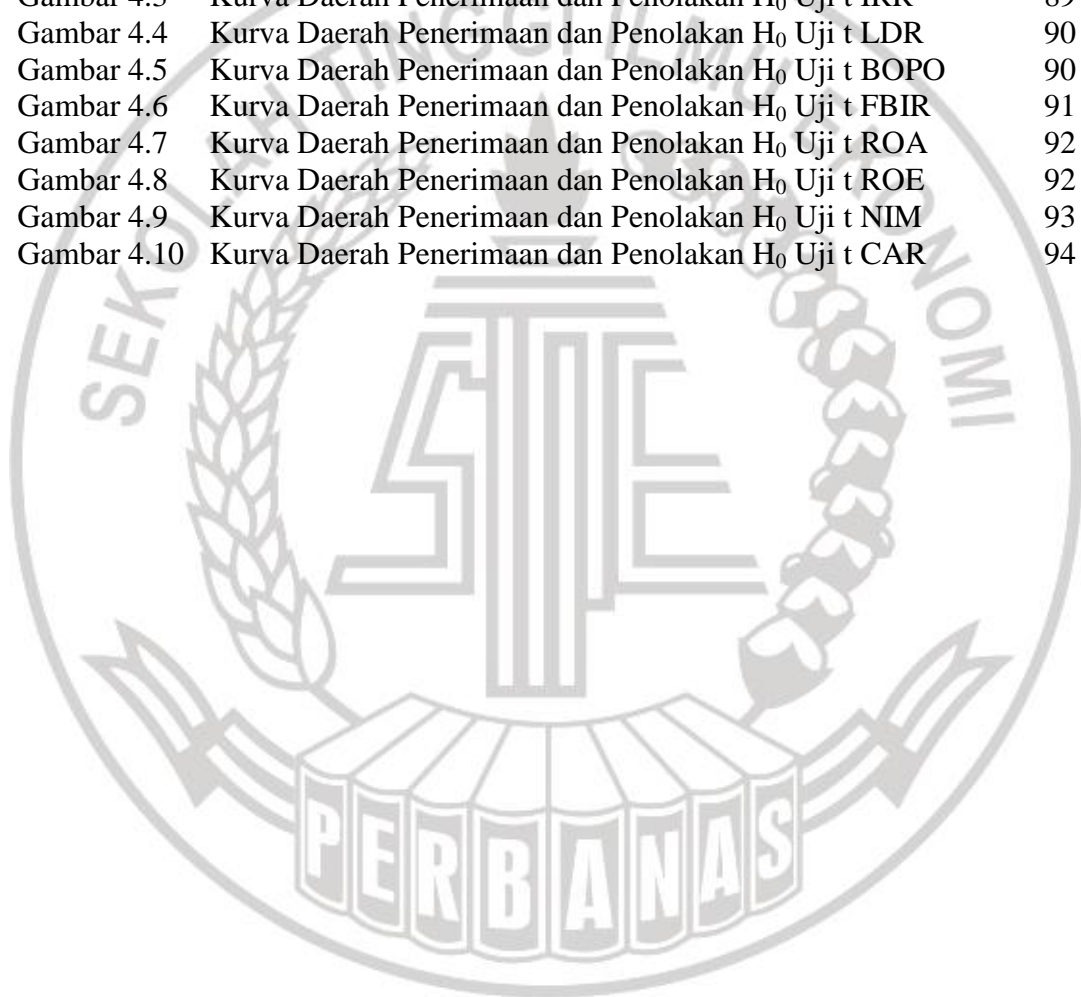 Gambar 4.3 Kurva Daerah Penerimaan dan Penolakan H₀ Uji t IRR 89
Gambar 4.4 Kurva Daerah Penerimaan dan Penolakan H₀ Uji t LDR 90
Gambar 4.5 Kurva Daerah Penerimaan dan Penolakan H₀ Uji t BOPO 90
Gambar 4.6 Kurva Daerah Penerimaan dan Penolakan H₀ Uji t FBIR 91
Gambar 4.7 Kurva Daerah Penerimaan dan Penolakan H₀ Uji t ROA 92
Gambar 4.8 Kurva Daerah Penerimaan dan Penolakan H₀ Uji t ROE 92
Gambar 4.9 Kurva Daerah Penerimaan dan Penolakan H₀ Uji t NIM 93
Gambar 4.10 Kurva Daerah Penerimaan dan Penolakan H₀ Uji t CAR 94
SEKOLAH TINGGI ILMU EKONOMI
STIE
PERBANAS